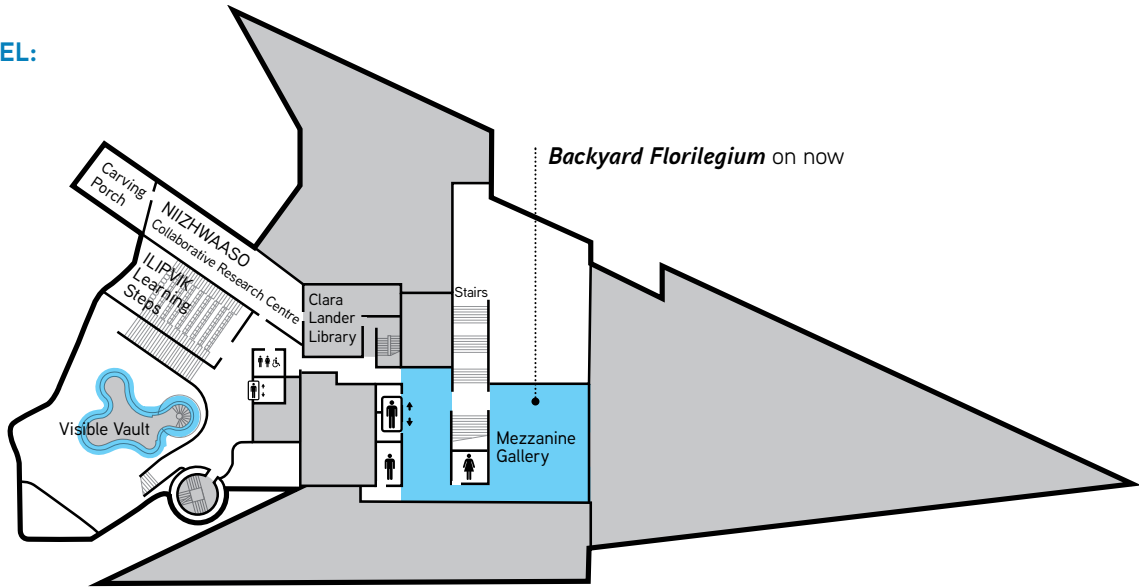 EL:
Backyard Florilegium on now
Carving
Porch
NIIZHWAASO
Collaborative Research Centre
ILIPVIK
Learning
Steps
Clara
Lander
Library
Stairs
Visible Vault
Mezzanine
Gallery